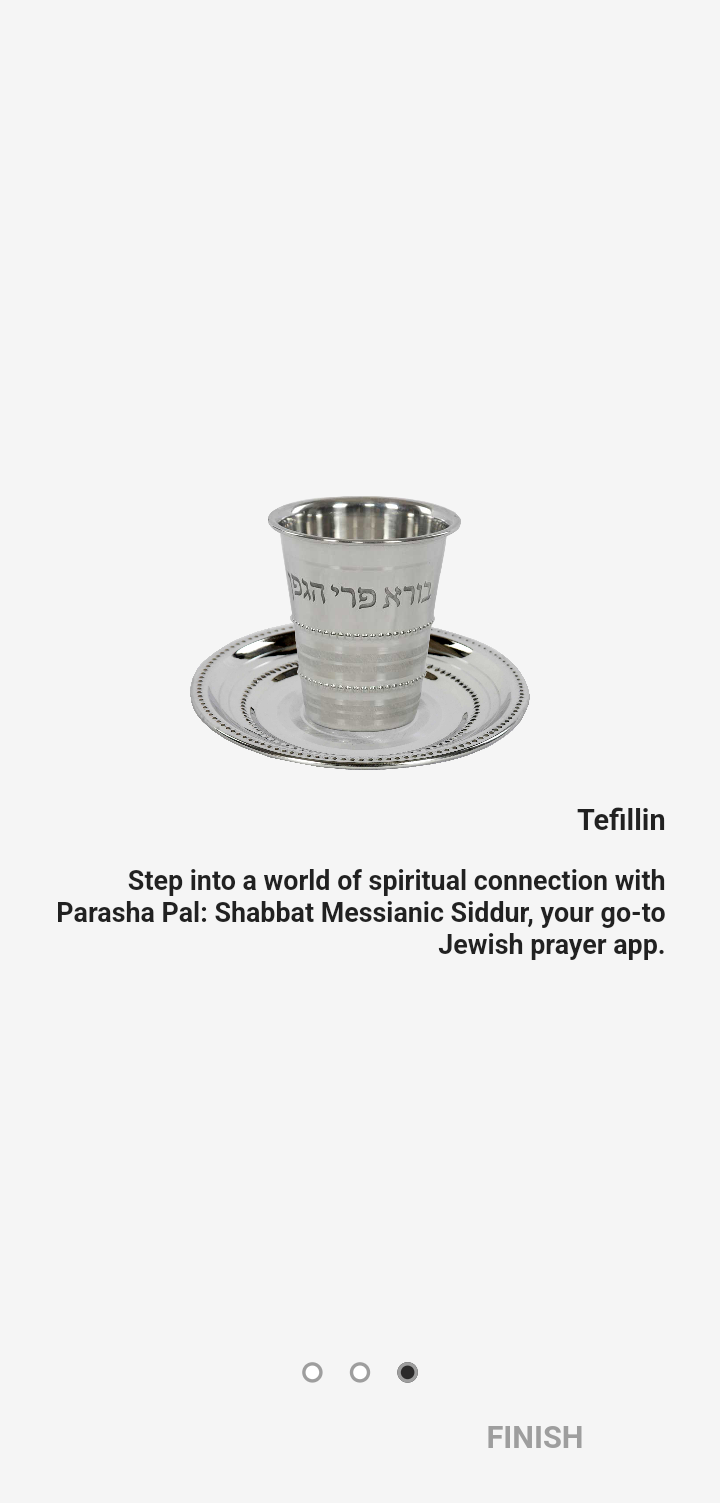 בורא פרי הגפן
Tefillin
Step into a world of spiritual connection with
Parasha Pal: Shabbat Messianic Siddur, your go-to
Jewish prayer app.
FINISH